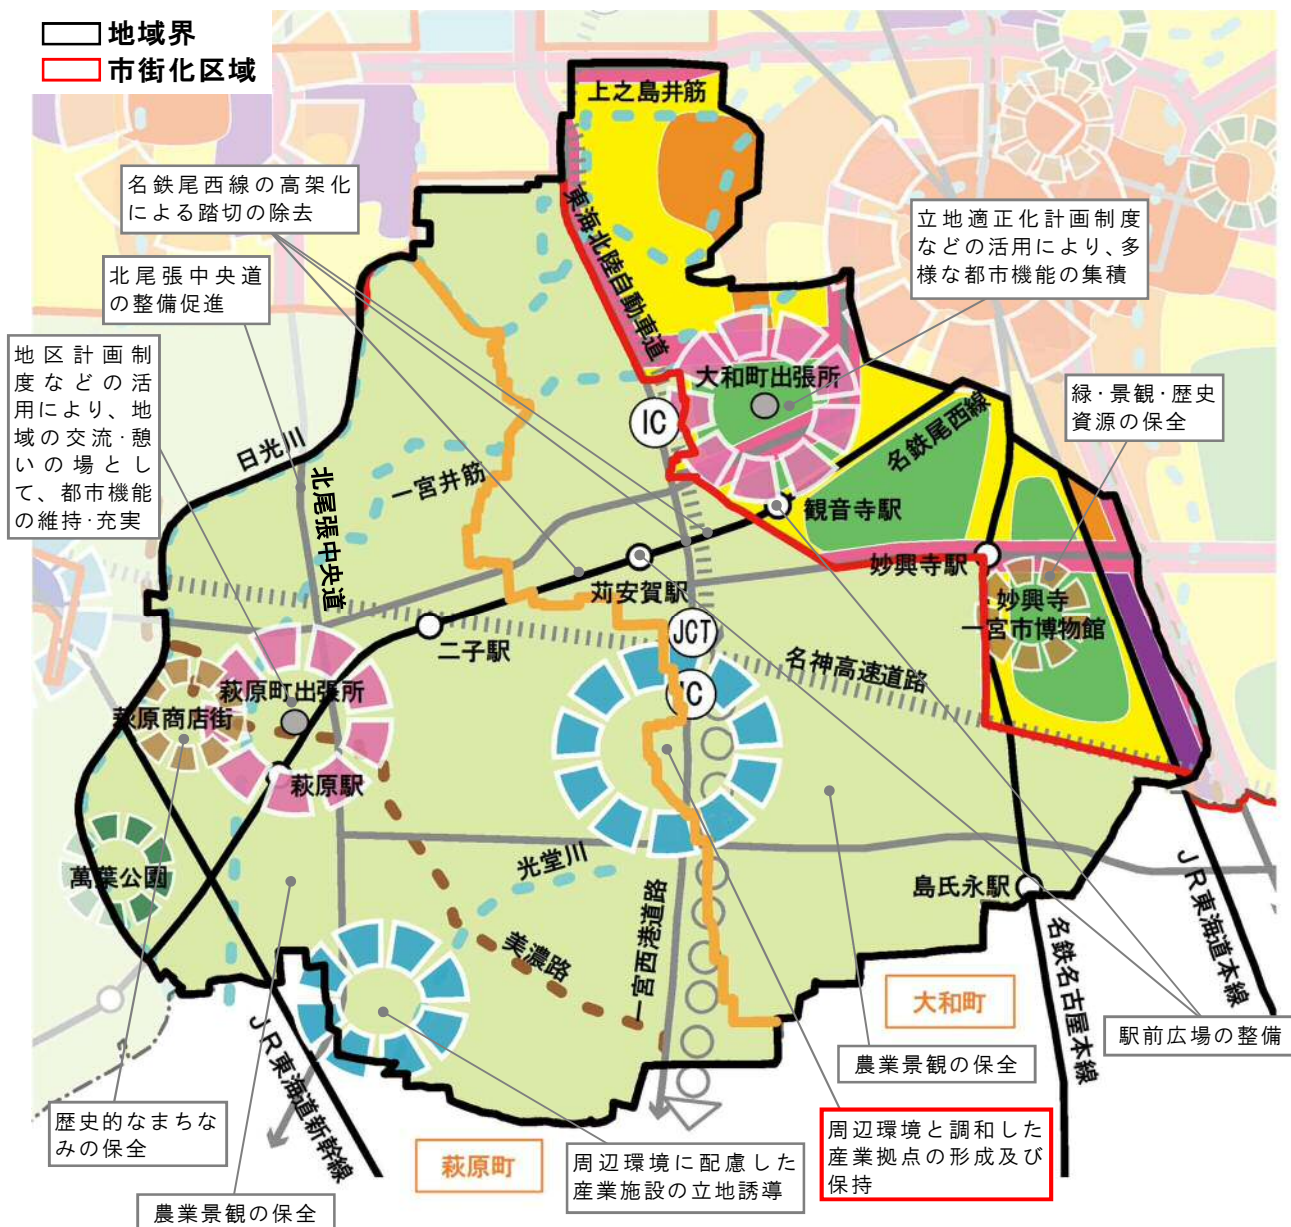 地域界
市街化区域
上之島井筋
名鉄尾西線の高架化
による踏切の除去
東海北陸自動車道
立地適正化計画制度
などの活用により、多
様な都市機能の集積
北尾張中央道
の整備促進
地区計画制
度などの活
用により、地
域の交流・憩
いの場とし
て、都市機能
の維持・充実
大和町出張所
緑・景観・歴史
資源の保全
IC
日光川
北尾張中央道
一宮井筋
名鉄尾西線
観音寺駅
妙興寺駅
苅安賀駅
妙興寺
一宮市博物館
JCT
二子駅
名神高速道路
IC
萩原町出張所
萩原商店街
萩原駅
萬葉公園
光堂川
島氏永駅
美濃路
一宮西港道路
JR東海道本線
大和町
名鉄名古屋本線
駅前広場の整備
JR東海道新幹線
農業景観の保全
歴史的なまちな
みの保全
萩原町
周辺環境に配慮した
産業施設の立地誘導
周辺環境と調和した
産業拠点の形成及び
保持
農業景観の保全